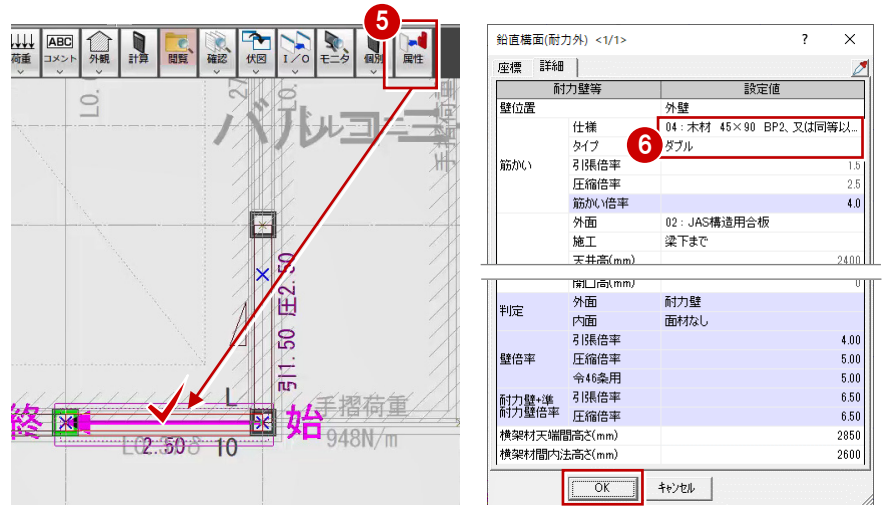 5
荷重 ABC コメント 外観 計算 閲覧 確認 伏図 I／O モニタ 個別 属性
バルコニー
手摺荷重
引1.50 圧2.50
L
終
始
手摺荷重
2.50
10
948N/m
鉛直構面(耐力外) <1/1>
? ×
座標 詳細
耐力壁等 設定値
壁位置 外壁
6
筋かい 仕様 04：木材 45×90 BP2、又は同等以…
タイプ ダブル
引張倍率 1.5
圧縮倍率 2.5
筋かい倍率 4.0
外面 02：JAS構造用合板
施工 梁下まで
天井高(mm) 2400
開口高(mm) 0
判定 外面 耐力壁
内面 面材なし
壁倍率 引張倍率 4.00
圧縮倍率 5.00
令46条用 5.00
耐力壁+準
耐力壁倍率 引張倍率 6.50
圧縮倍率 6.50
横架材天端間高さ(mm) 2850
横架材間内法高さ(mm) 2600
OK キャンセル